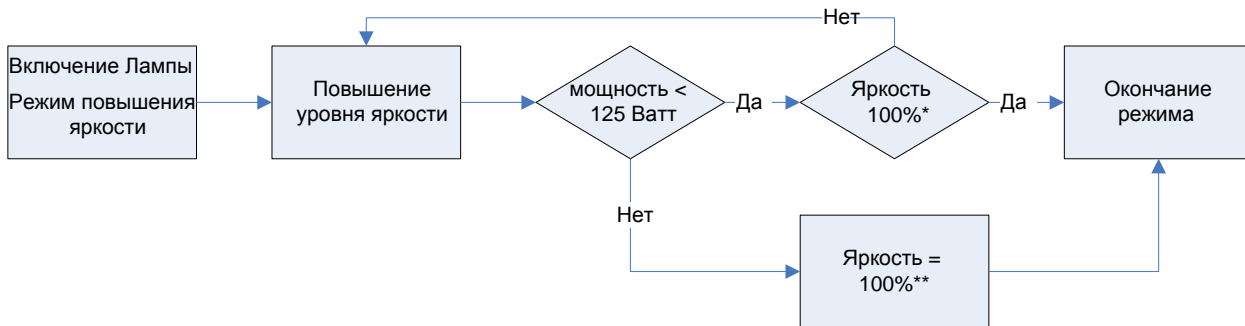 Нет
Включение Лампы
Режим повышения
яркости
Повышение
уровня яркости
мощность <
125 Ватт
Да
Яркость
100%*
Да
Окончание
режима
Нет
Яркость =
100%**